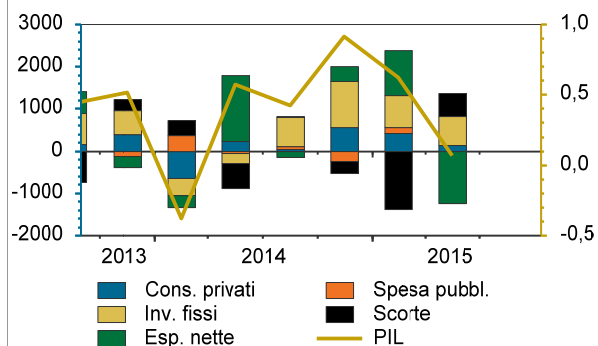 3000 1,0
2000
0,5
1000
0 0,0
-1000
-2000 -0,5
2013 2014 2015
Cons. privati Spesa pubbl.
Inv. fissi Scorte
Esp. nette PIL